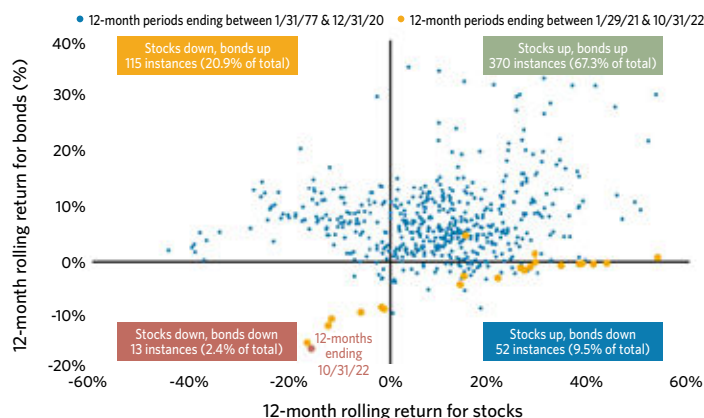 12-month periods ending between 1/31/77 & 12/31/20
12-month periods ending between 1/29/21 & 10/31/22
12-month rolling return for bonds (%)
40%
30%
20%
10%
0%
-10%
-20%
Stocks down, bonds up
115 instances (20.9% of total)
Stocks up, bonds up
370 instances (67.3% of total)
Stocks down, bonds down
13 instances (2.4% of total)
12-months
ending
10/31/22
Stocks up, bonds down
52 instances (9.5% of total)
-60%
-40%
-20%
0%
20%
40%
60%
12-month rolling return for stocks